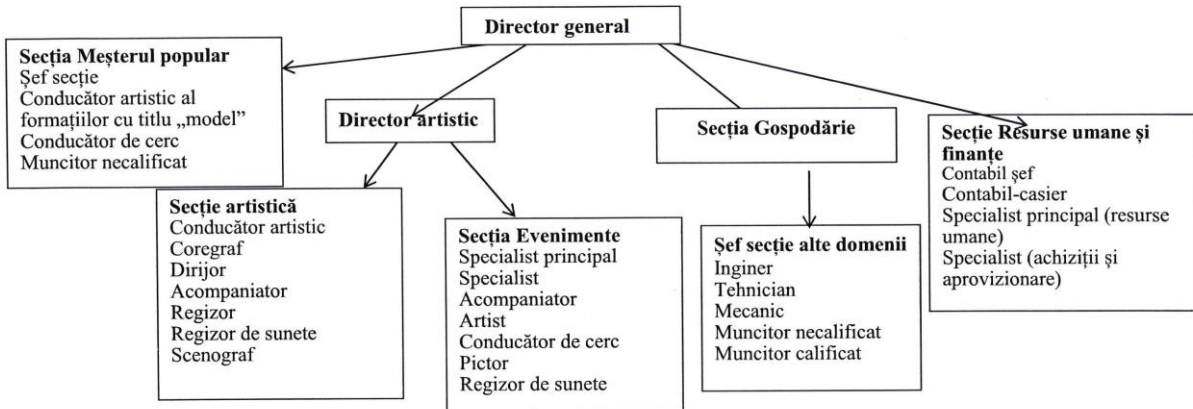 Director general
Secția Meșterul popular
Șef secție
Conducător artistic al
formațiilor cu titlu „model”
Conducător de cerc
Muncitor necalificat
Director artistic
Secția Gospodărie
Secție Resurse umane și
finanțe
Contabil șef
Contabil-casier
Specialist principal (resurse
umane)
Specialist (achiziții și
aprovizionare)
Secție artistică
Conducător artistic
Coregraf
Dirijor
Acompaniator
Regizor
Regizor de sunete
Scenograf
Secția Evenimente
Specialist principal
Specialist
Acompaniator
Artist
Conducător de cerc
Pictor
Regizor de sunete
Șef secție alte domenii
Inginer
Tehnician
Mecanic
Muncitor necalificat
Muncitor calificat